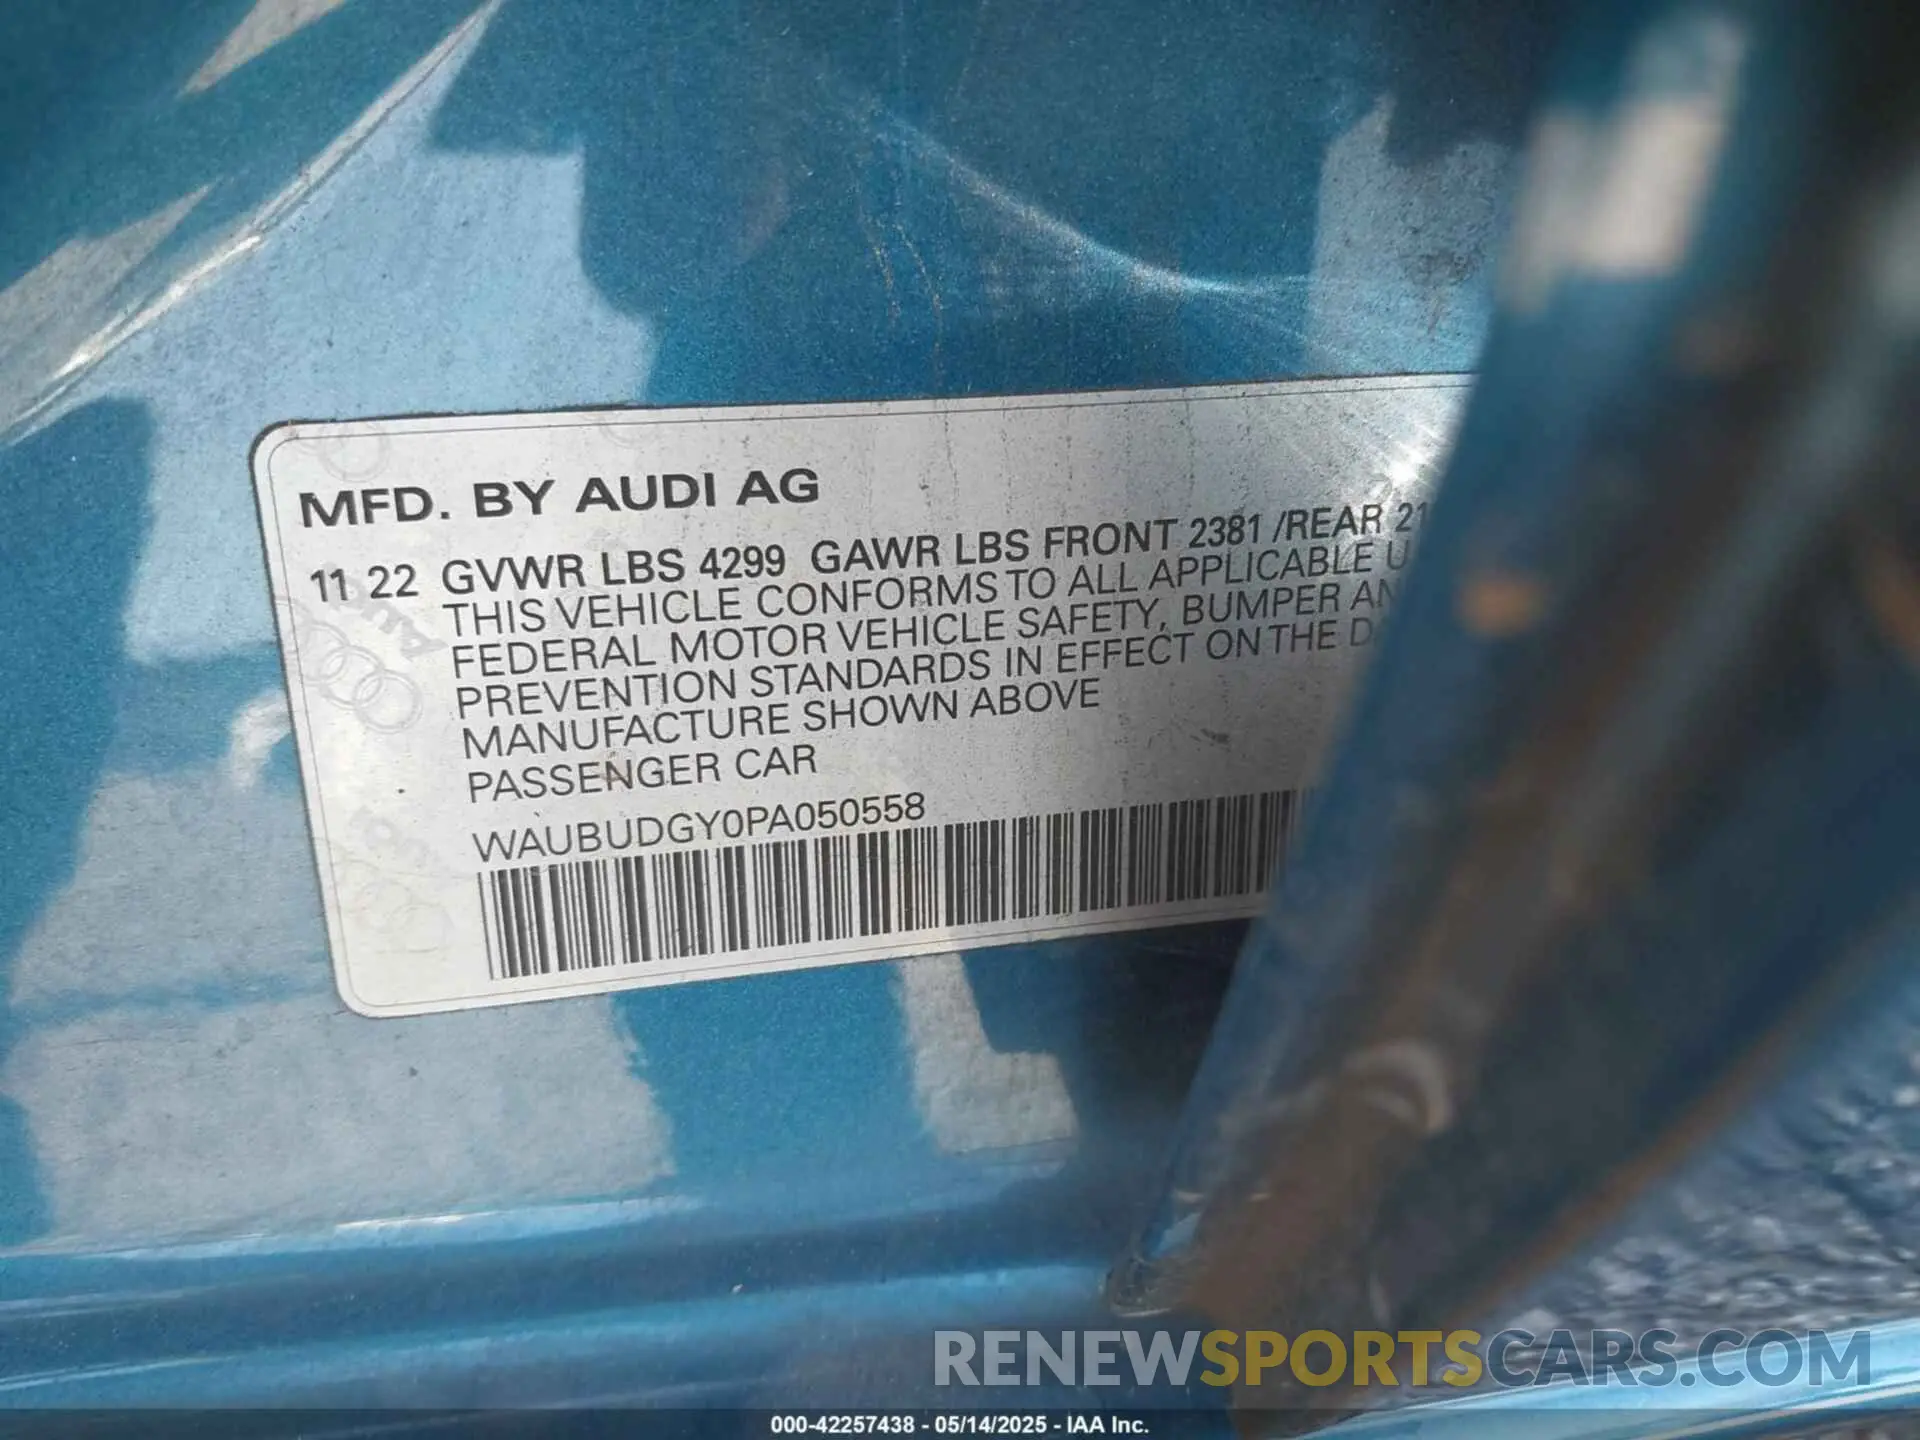 MFD. BY AUDI AG
11 22 GVWR LBS 4299 GAWR LBS FRONT 2381 /REAR 21
THIS VEHICLE CONFORMS TO ALL APPLICABLE U
FEDERAL MOTOR VEHICLE SAFETY, BUMPER AN
PREVENTION STANDARDS IN EFFECT ON THE D
MANUFACTURE SHOWN ABOVE
PASSENGER CAR
WAUBUDGY0PA050558
RENEWSPORTSCARS.COM
000-42257438 - 05/14/2025 - IAA Inc.